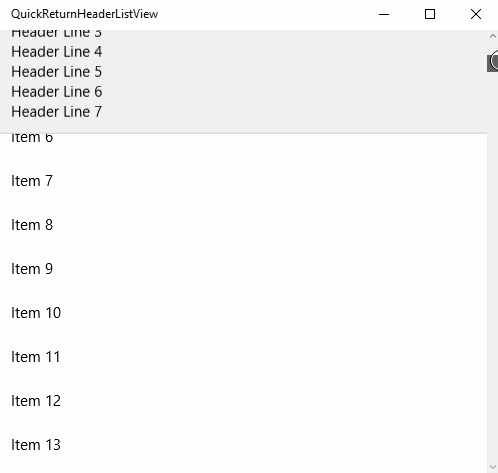 QuickReturnHeaderListView
Header Line 3
Header Line 4
Header Line 5
Header Line 6
Header Line 7
Item 6
Item 7
Item 8
Item 9
Item 10
Item 11
Item 12
Item 13